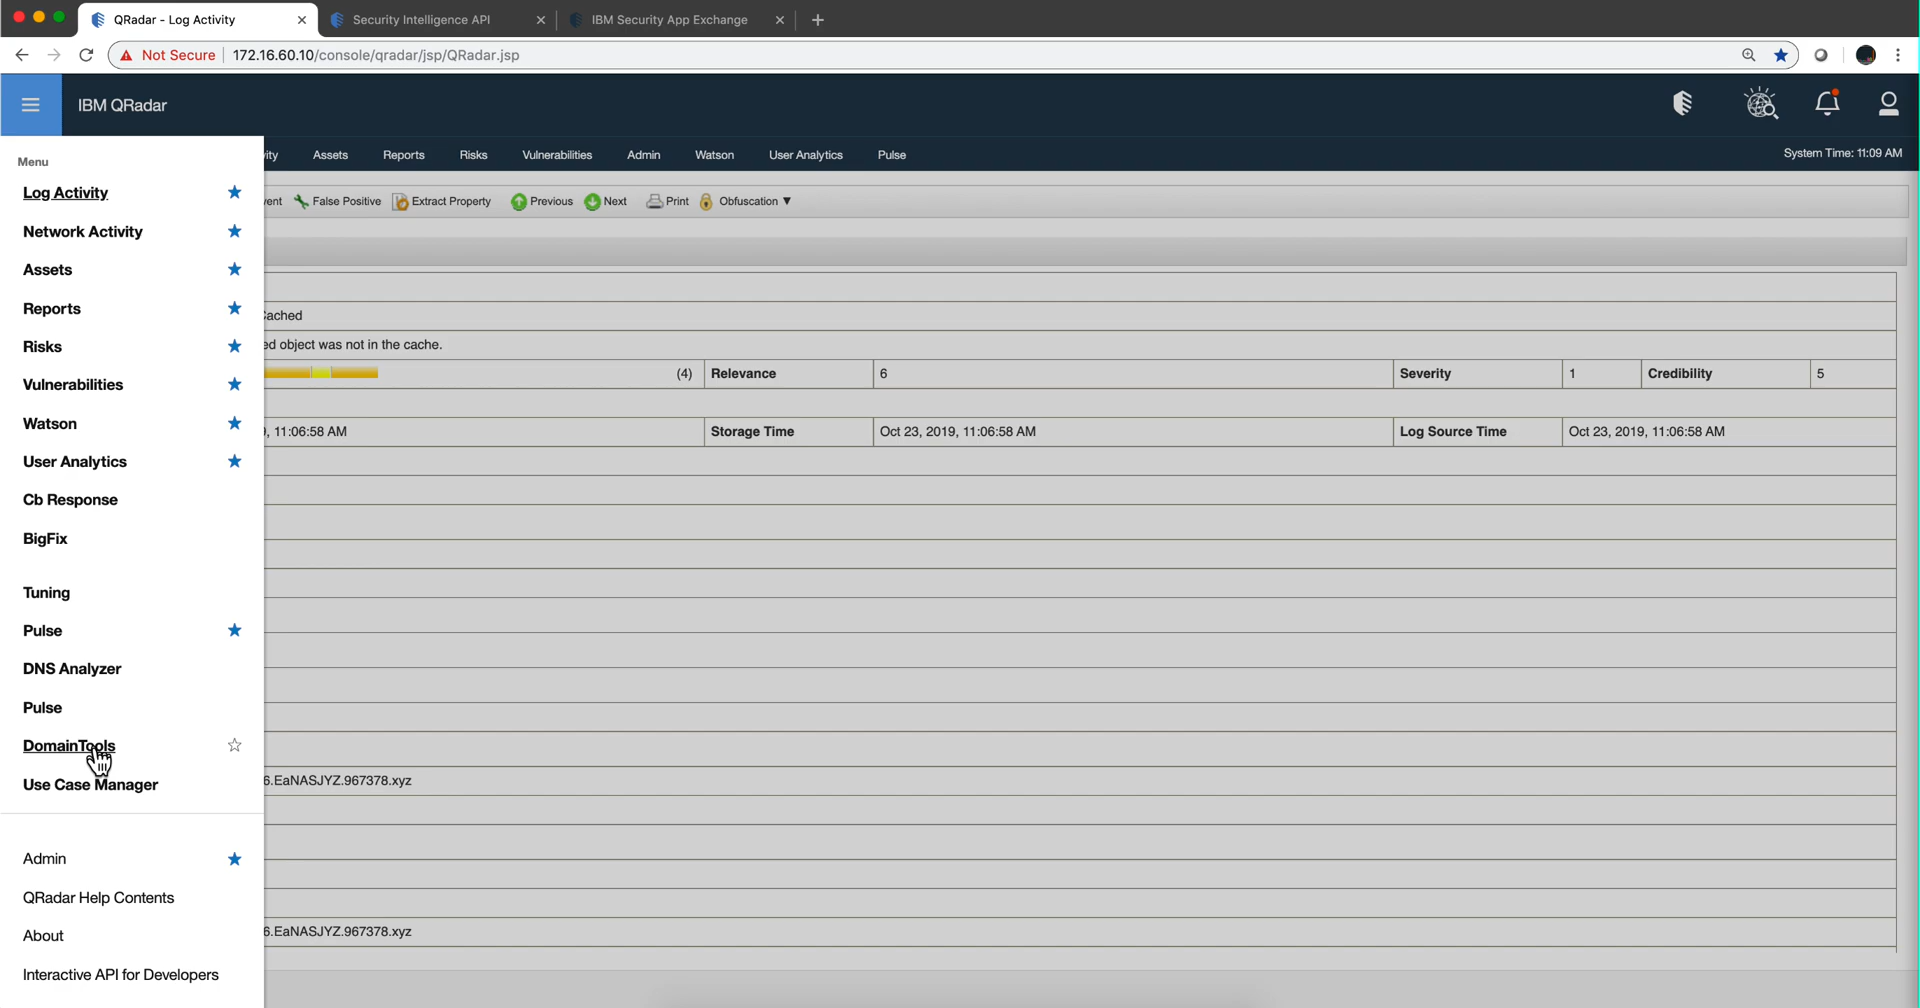 QRadar - Log Activity
Security Intelligence API
IBM Security App Exchange
Not Secure 172.16.60.10/console/qradar/jsp/QRadar.jsp
IBM QRadar
Menu
Assets Reports Risks Vulnerabilities Admin Watson User Analytics Pulse
System Time: 11:09 AM
False Positive Extract Property Previous Next Print Obfuscation ▼
Log Activity
Network Activity
Assets
Reports
Risks
Vulnerabilities
Watson
User Analytics
Cb Response
BigFix
Tuning
Pulse
DNS Analyzer
Pulse
DomainTools
Use Case Manager
Admin
QRadar Help Contents
About
Interactive API for Developers
ached
ed object was not in the cache.
(4) Relevance 6 Severity 1 Credibility 5
, 11:06:58 AM Storage Time Oct 23, 2019, 11:06:58 AM Log Source Time Oct 23, 2019, 11:06:58 AM
6.EaNASJYZ.967378.xyz
6.EaNASJYZ.967378.xyz